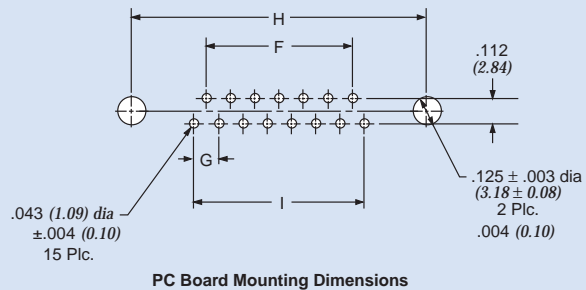 H
F
.112
(2.84)
G
I
.043 (1.09) dia
±.004 (0.10)
15 Plc.
.125 ± .003 dia
(3.18 ± 0.08)
2 Plc.
.004 (0.10)
PC Board Mounting Dimensions